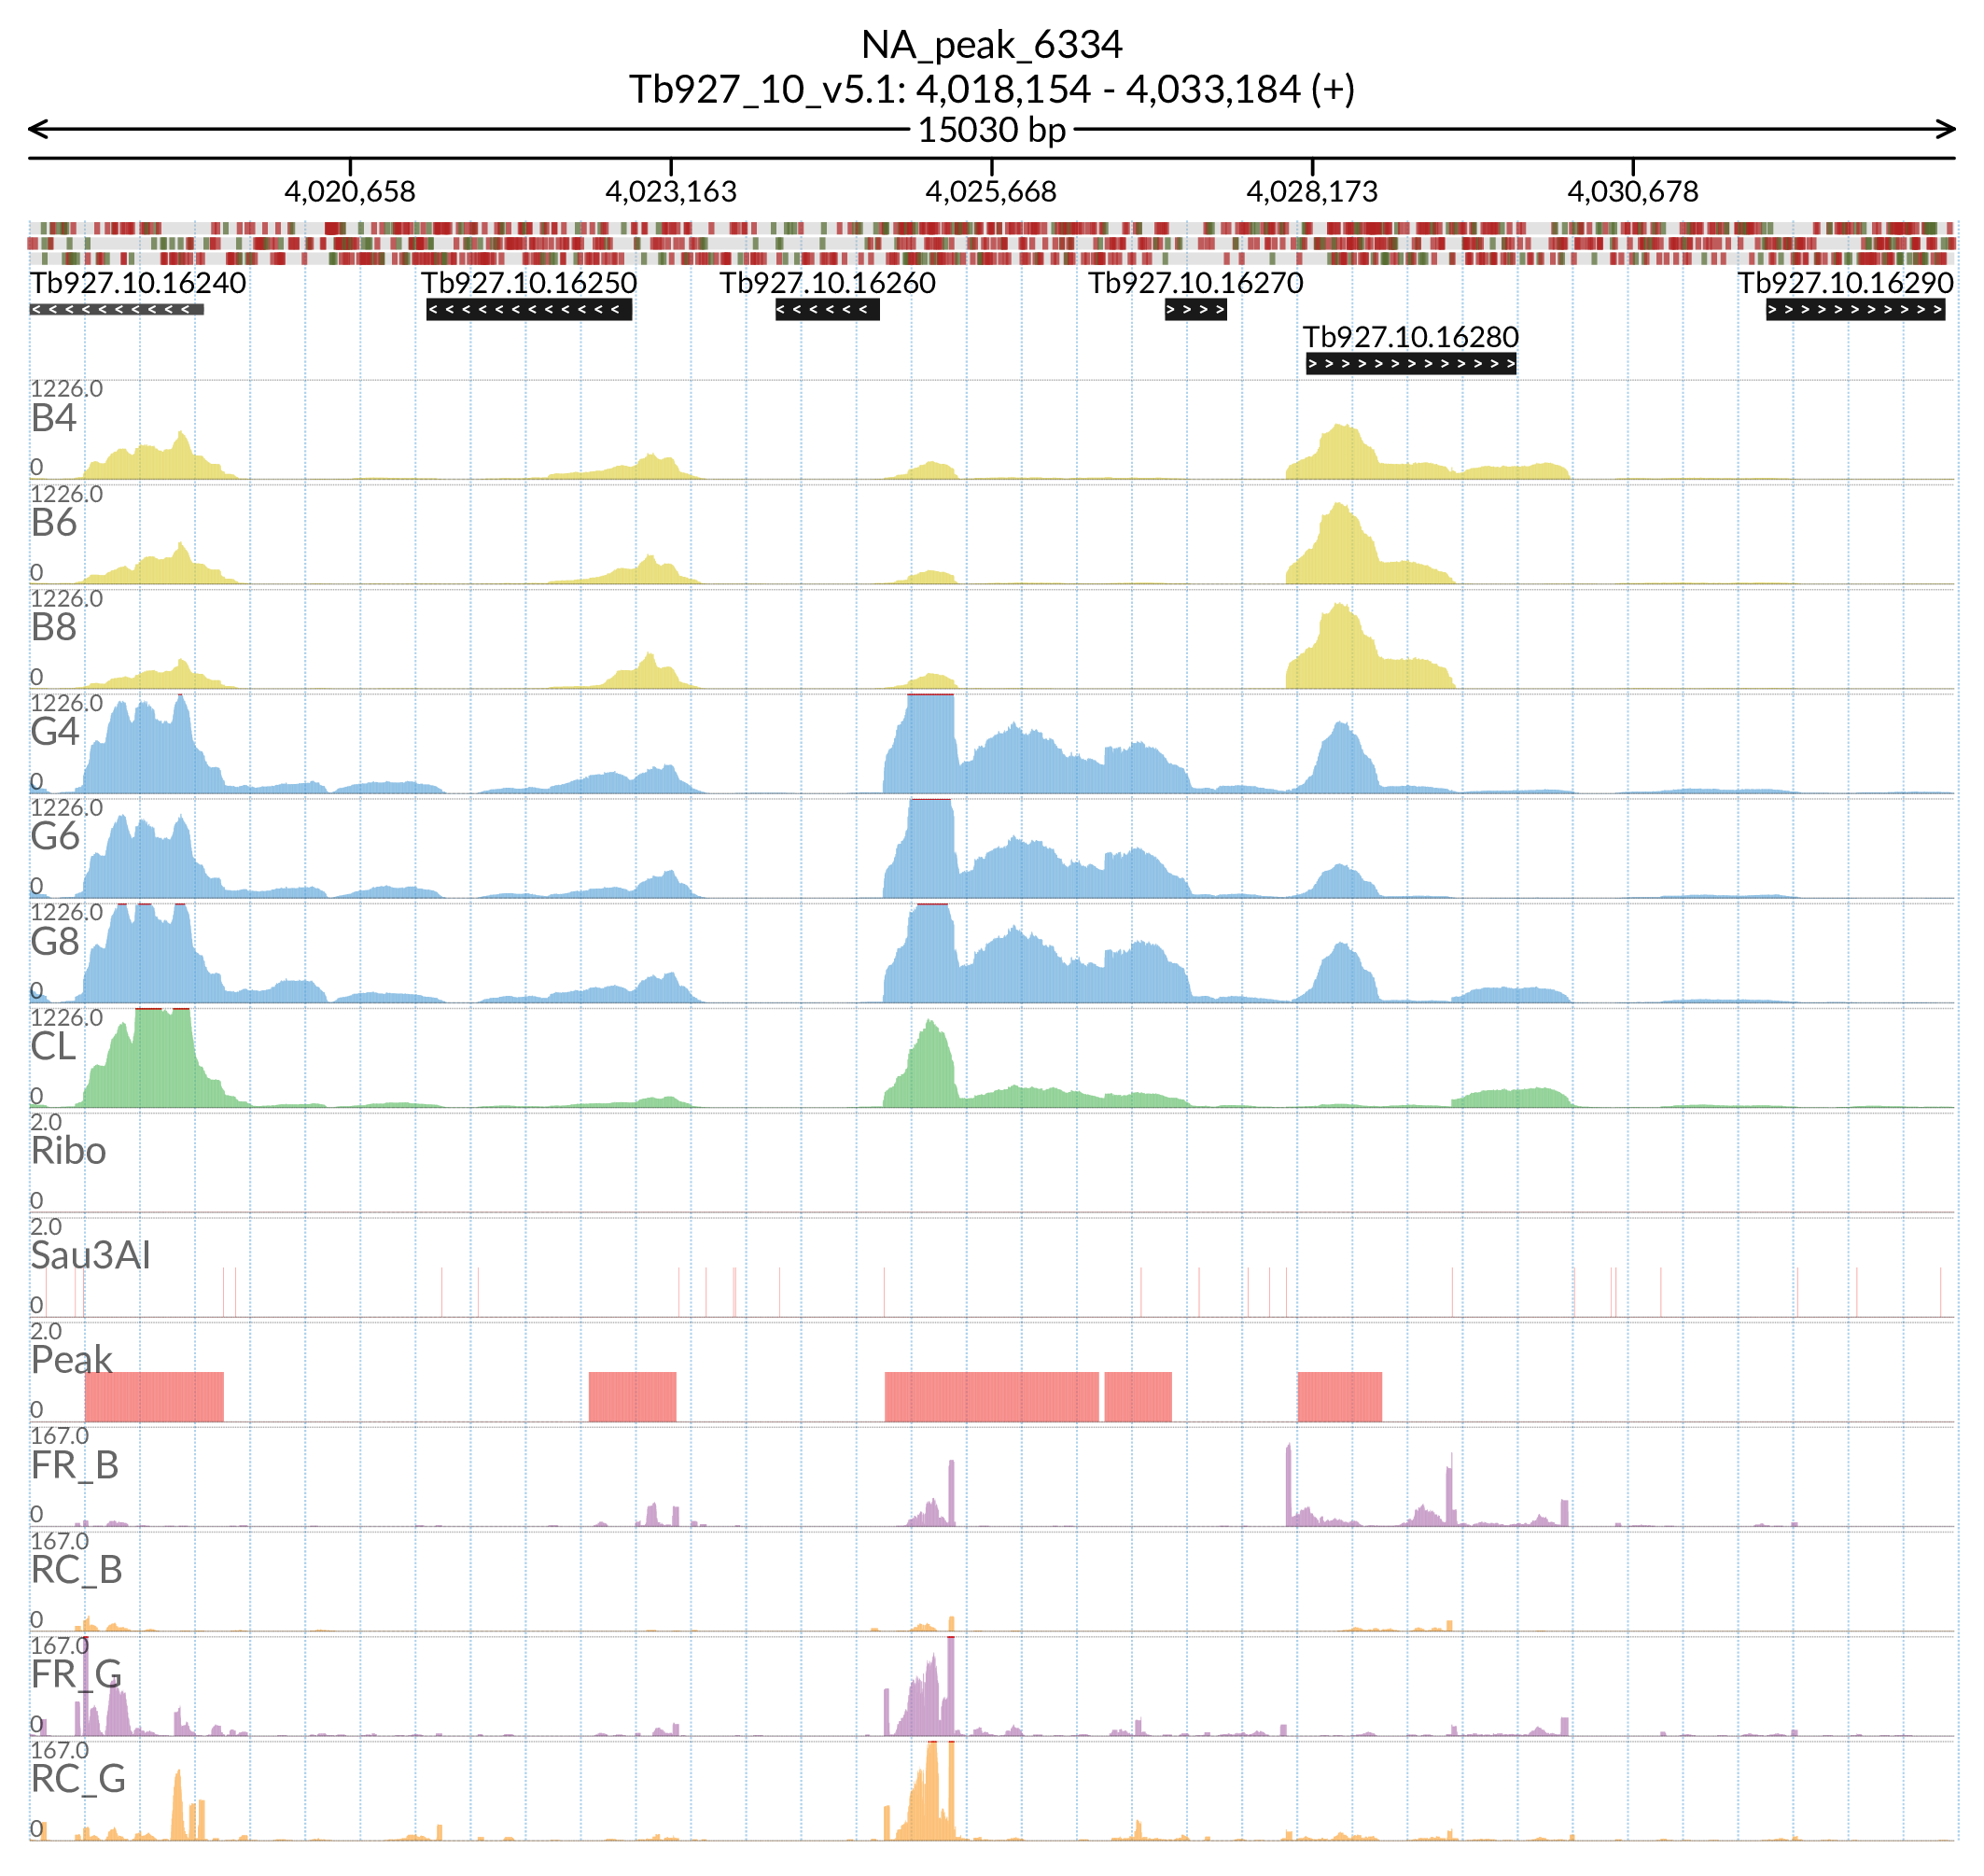 NA_peak_6334
Tb927_10_v5.1: 4,018,154 - 4,033,184 (+)
15030 bp
4,020,658 4,023,163 4,025,668 4,028,173 4,030,678
Tb927.10.16240 Tb927.10.16250 Tb927.10.16260 Tb927.10.16270 Tb927.10.16290
Tb927.10.16280
1226.0
B4
0
1226.0
B6
0
1226.0
B8
0
1226.0
G4
0
1226.0
G6
0
1226.0
G8
0
1226.0
CL
0
2.0
Ribo
0
2.0
Sau3AI
0
2.0
Peak
0
167.0
FR_B
0
167.0
RC_B
0
167.0
FR_G
0
167.0
RC_G
0